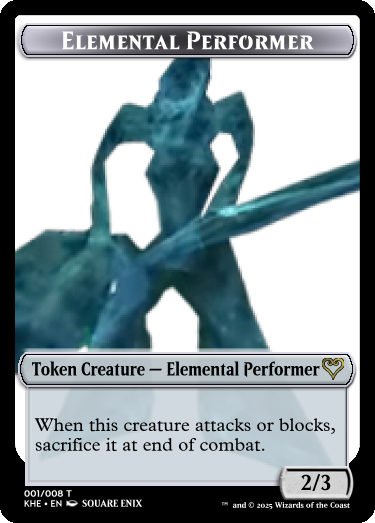 Elemental Performer
Token Creature — Elemental Performer
When this creature attacks or blocks,
sacrifice it at end of combat.
2/3
001/008 T
KHE • EN SQUARE ENIX
™ and © 2025 Wizards of the Coast